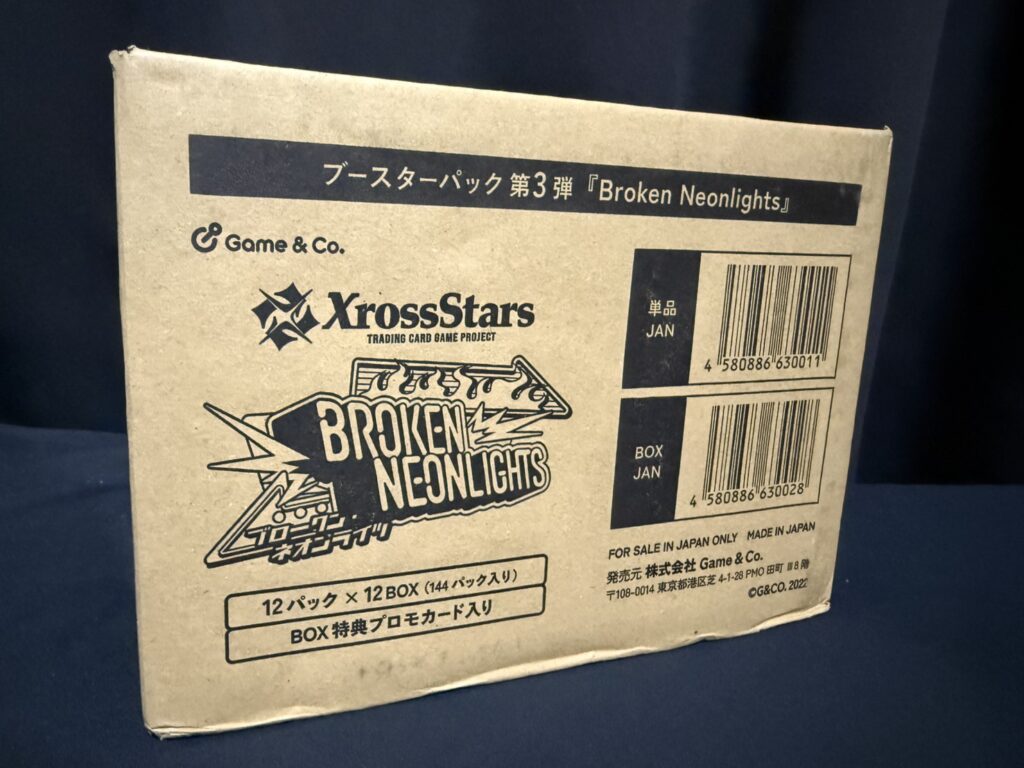 ブースターパック 第3弾『Broken Neonlights』
Game & Co.
XrossStars
TRADING CARD GAME PROJECT
BROKEN
NEONLIGHTS
ブロークン
ネオンライツ
12パック × 12BOX(144パック入り)
BOX特典プロモカード入り
単品
JAN
4 580886 630011
BOX
JAN
4 580886 630028
FOR SALE IN JAPAN ONLY MADE IN JAPAN
発売元 株式会社 Game & Co.
〒108-0014 東京都港区芝 4-1-28 PMO 田町 Ⅲ 8 階
©G&CO. 2022